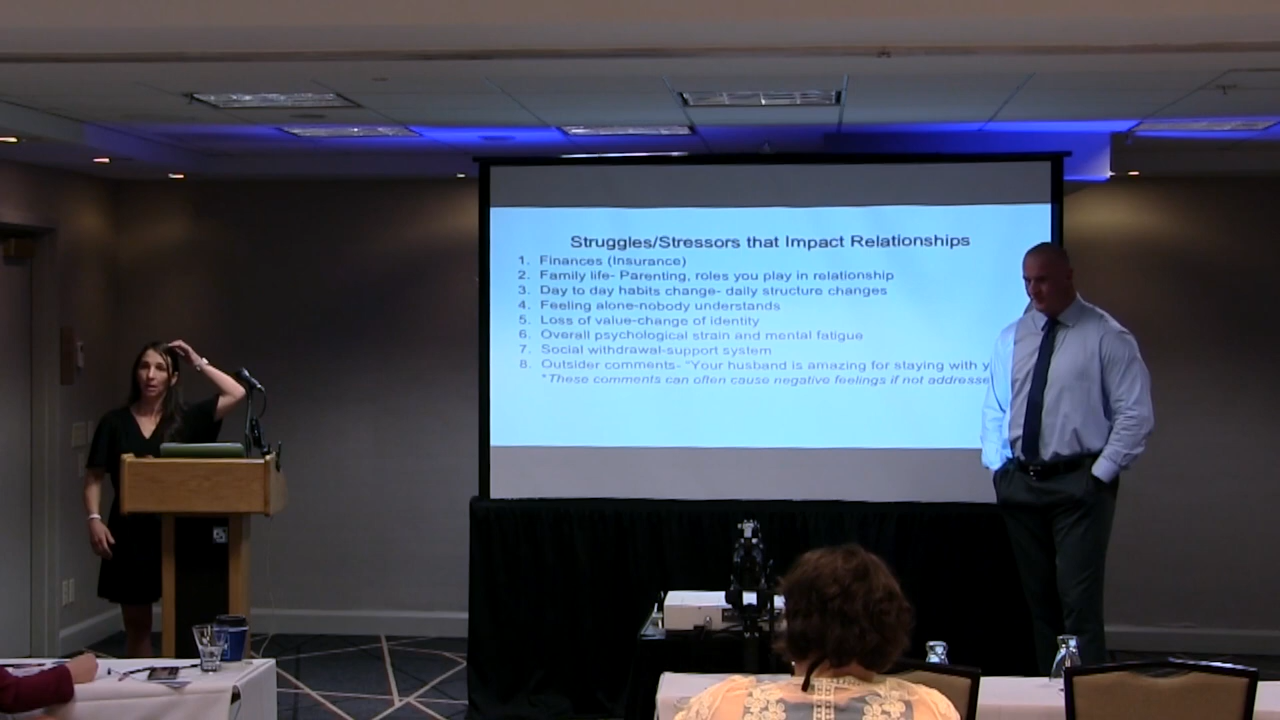 Struggles/Stressors that Impact Relationships
1. Finances (Insurance)
2. Family life- Parenting, roles you play in relationship
3. Day to day habits change- daily structure changes
4. Feeling alone-nobody understands
5. Loss of value-change of identity
6. Overall psychological strain and mental fatigue
7. Social withdrawal-support system
8. Outsider comments- "Your husband is amazing for staying with y
*These comments can often cause negative feelings if not addresse